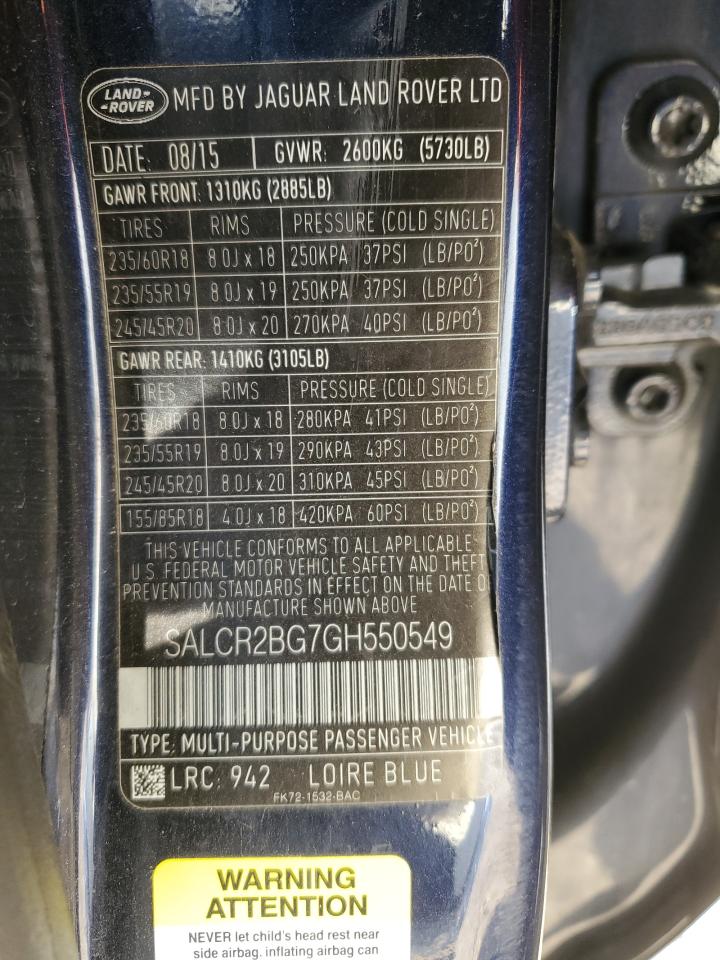 LAND-
-ROVER
MFD BY JAGUAR LAND ROVER LTD
DATE: 08/15 GVWR: 2600KG (5730LB)
GAWR FRONT: 1310KG (2885LB)
TIRES RIMS PRESSURE (COLD SINGLE)
235/60R18 8.0J x 18 250KPA 37PSI (LB/PO²)
235/55R19 8.0J x 19 250KPA 37PSI (LB/PO²)
245/45R20 8.0J x 20 270KPA 40PSI (LB/PO²)
GAWR REAR: 1410KG (3105LB)
TIRES RIMS PRESSURE (COLD SINGLE)
235/60R18 8.0J x 18 280KPA 41PSI (LB/PO²)
235/55R19 8.0J x 19 290KPA 43PSI (LB/PO²)
245/45R20 8.0J x 20 310KPA 45PSI (LB/PO²)
155/85R18 4.0J x 18 420KPA 60PSI (LB/PO²)
THIS VEHICLE CONFORMS TO ALL APPLICABLE
U.S. FEDERAL MOTOR VEHICLE SAFETY AND THEFT
PREVENTION STANDARDS IN EFFECT ON THE DATE O
MANUFACTURE SHOWN ABOVE
SALCR2BG7GH550549
TYPE: MULTI-PURPOSE PASSENGER VEHICLE
LRC: 942 LOIRE BLUE
FK72-1532-BAC
WARNING
ATTENTION
NEVER let child's head rest near
side airbag. inflating airbag can